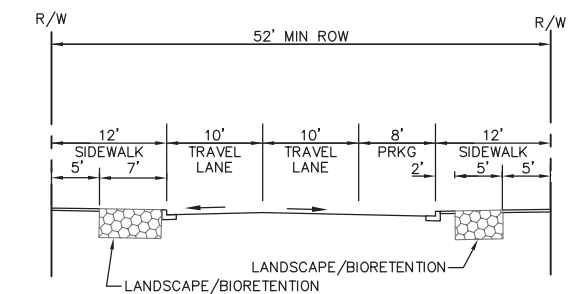 R/W
R/W
52' MIN ROW
12' 10' 10' 8' 12'
SIDEWALK TRAVEL TRAVEL PRKG SIDEWALK
5' 7' LANE LANE 2' 5' 5'
LANDSCAPE/BIORETENTION
LANDSCAPE/BIORETENTION